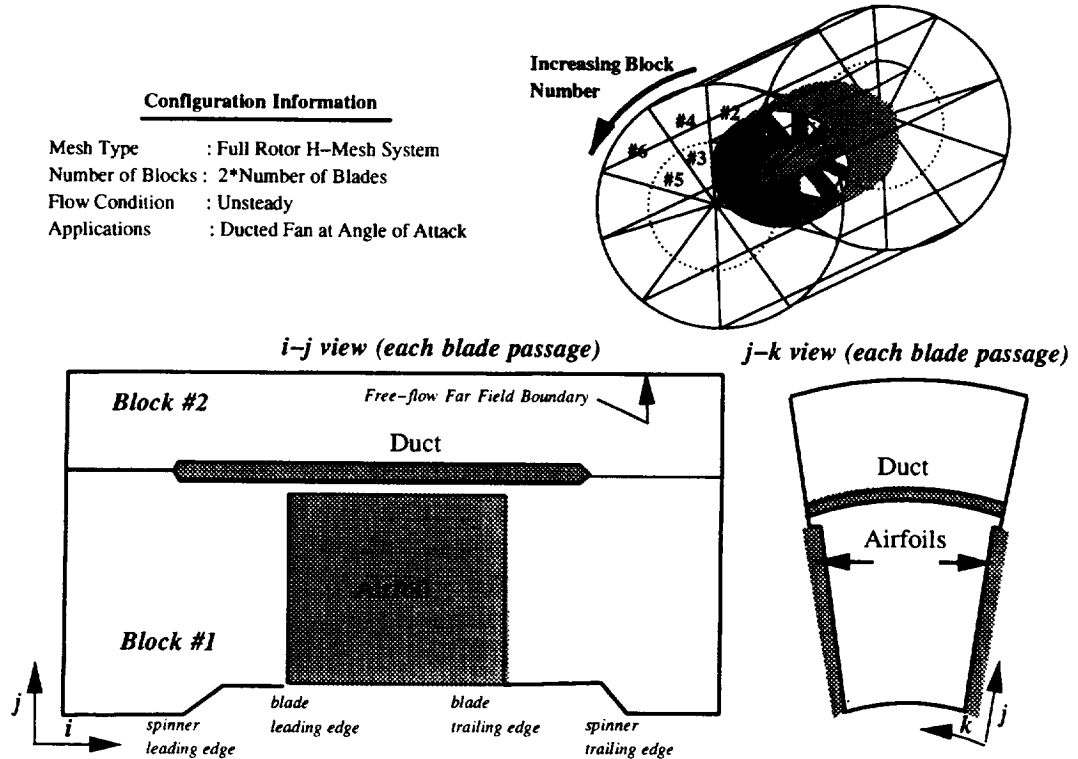 Increasing Block
Number
Configuration Information
Mesh Type : Full Rotor H-Mesh System
Number of Blocks : 2*Number of Blades
Flow Condition : Unsteady
Applications : Ducted Fan at Angle of Attack
#2
#4
#6
#3
#5
i-j view (each blade passage)
j-k view (each blade passage)
Block #2
Free-flow Far Field Boundary
Duct
Airfoil
Block #1
j
i
spinner
leading edge
blade
leading edge
blade
trailing edge
spinner
trailing edge
Duct
Airfoils
k
j